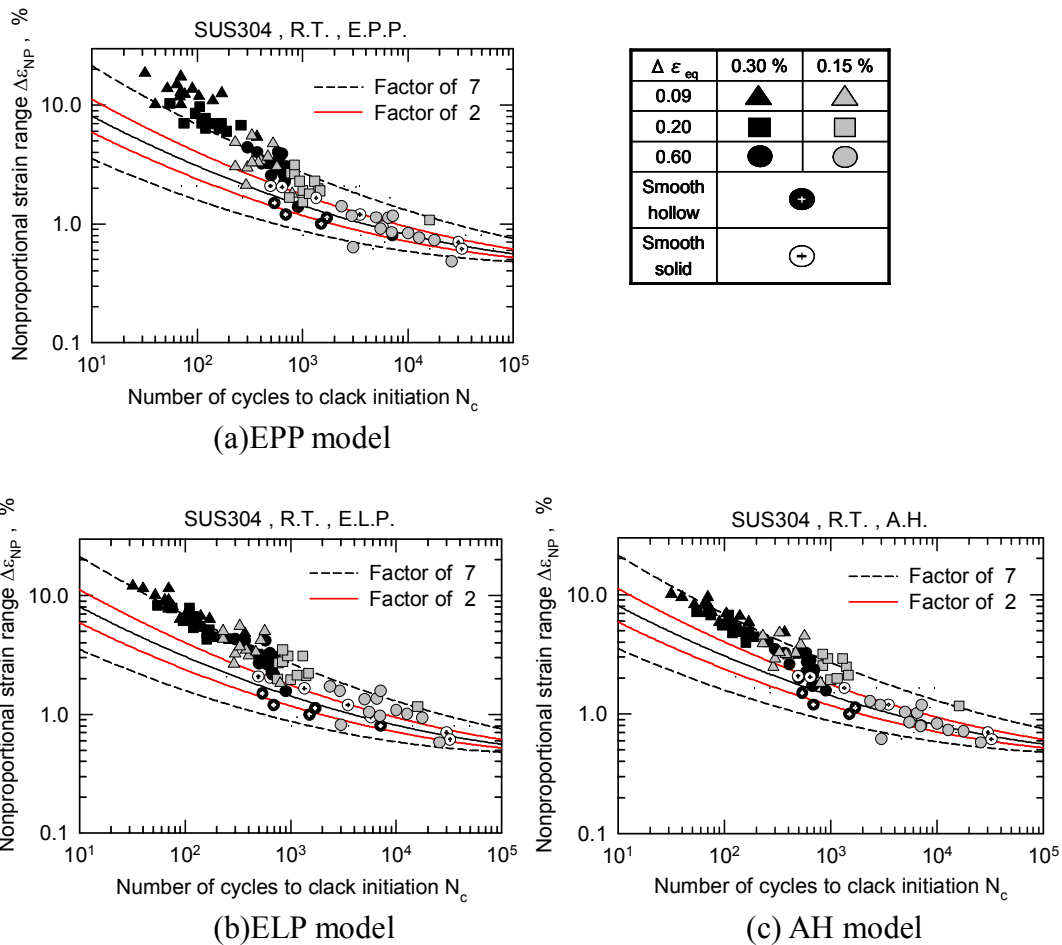 SUS304 , R.T. , E.P.P.
Nonproportional strain range Δε_NP , %
10.0
1.0
0.1
Factor of 7
Factor of 2
10^1 10^2 10^3 10^4 10^5
Number of cycles to clack initiation N_c
(a)EPP model
Δ ε_eq 0.30 % 0.15 %
0.09
0.20
0.60
Smooth
hollow
Smooth
solid
SUS304 , R.T. , E.L.P.
Nonproportional strain range Δε_NP , %
10.0
1.0
0.1
Factor of 7
Factor of 2
10^1 10^2 10^3 10^4 10^5
Number of cycles to clack initiation N_c
(b)ELP model
SUS304 , R.T. , A.H.
Nonproportional strain range Δε_NP , %
10.0
1.0
0.1
Factor of 7
Factor of 2
10^1 10^2 10^3 10^4 10^5
Number of cycles to clack initiation N_c
(c) AH model